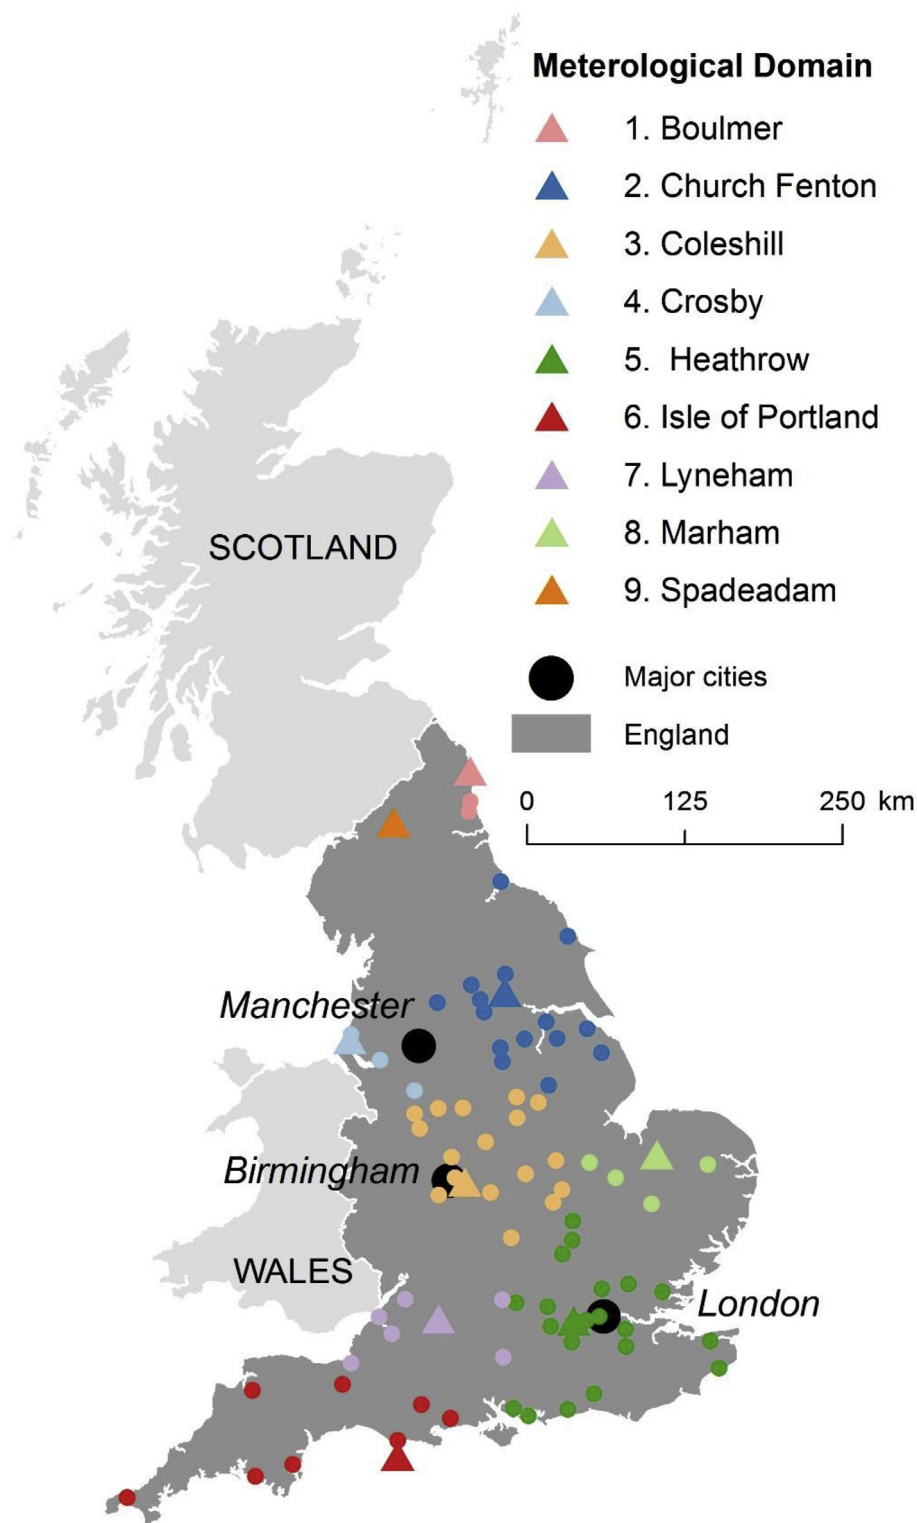 Meterological Domain
1. Boulmer
2. Church Fenton
3. Coleshill
4. Crosby
5. Heathrow
6. Isle of Portland
7. Lyneham
8. Marham
9. Spadeadam
SCOTLAND
Major cities
England
0 125 250 km
Manchester
Birmingham
WALES
London